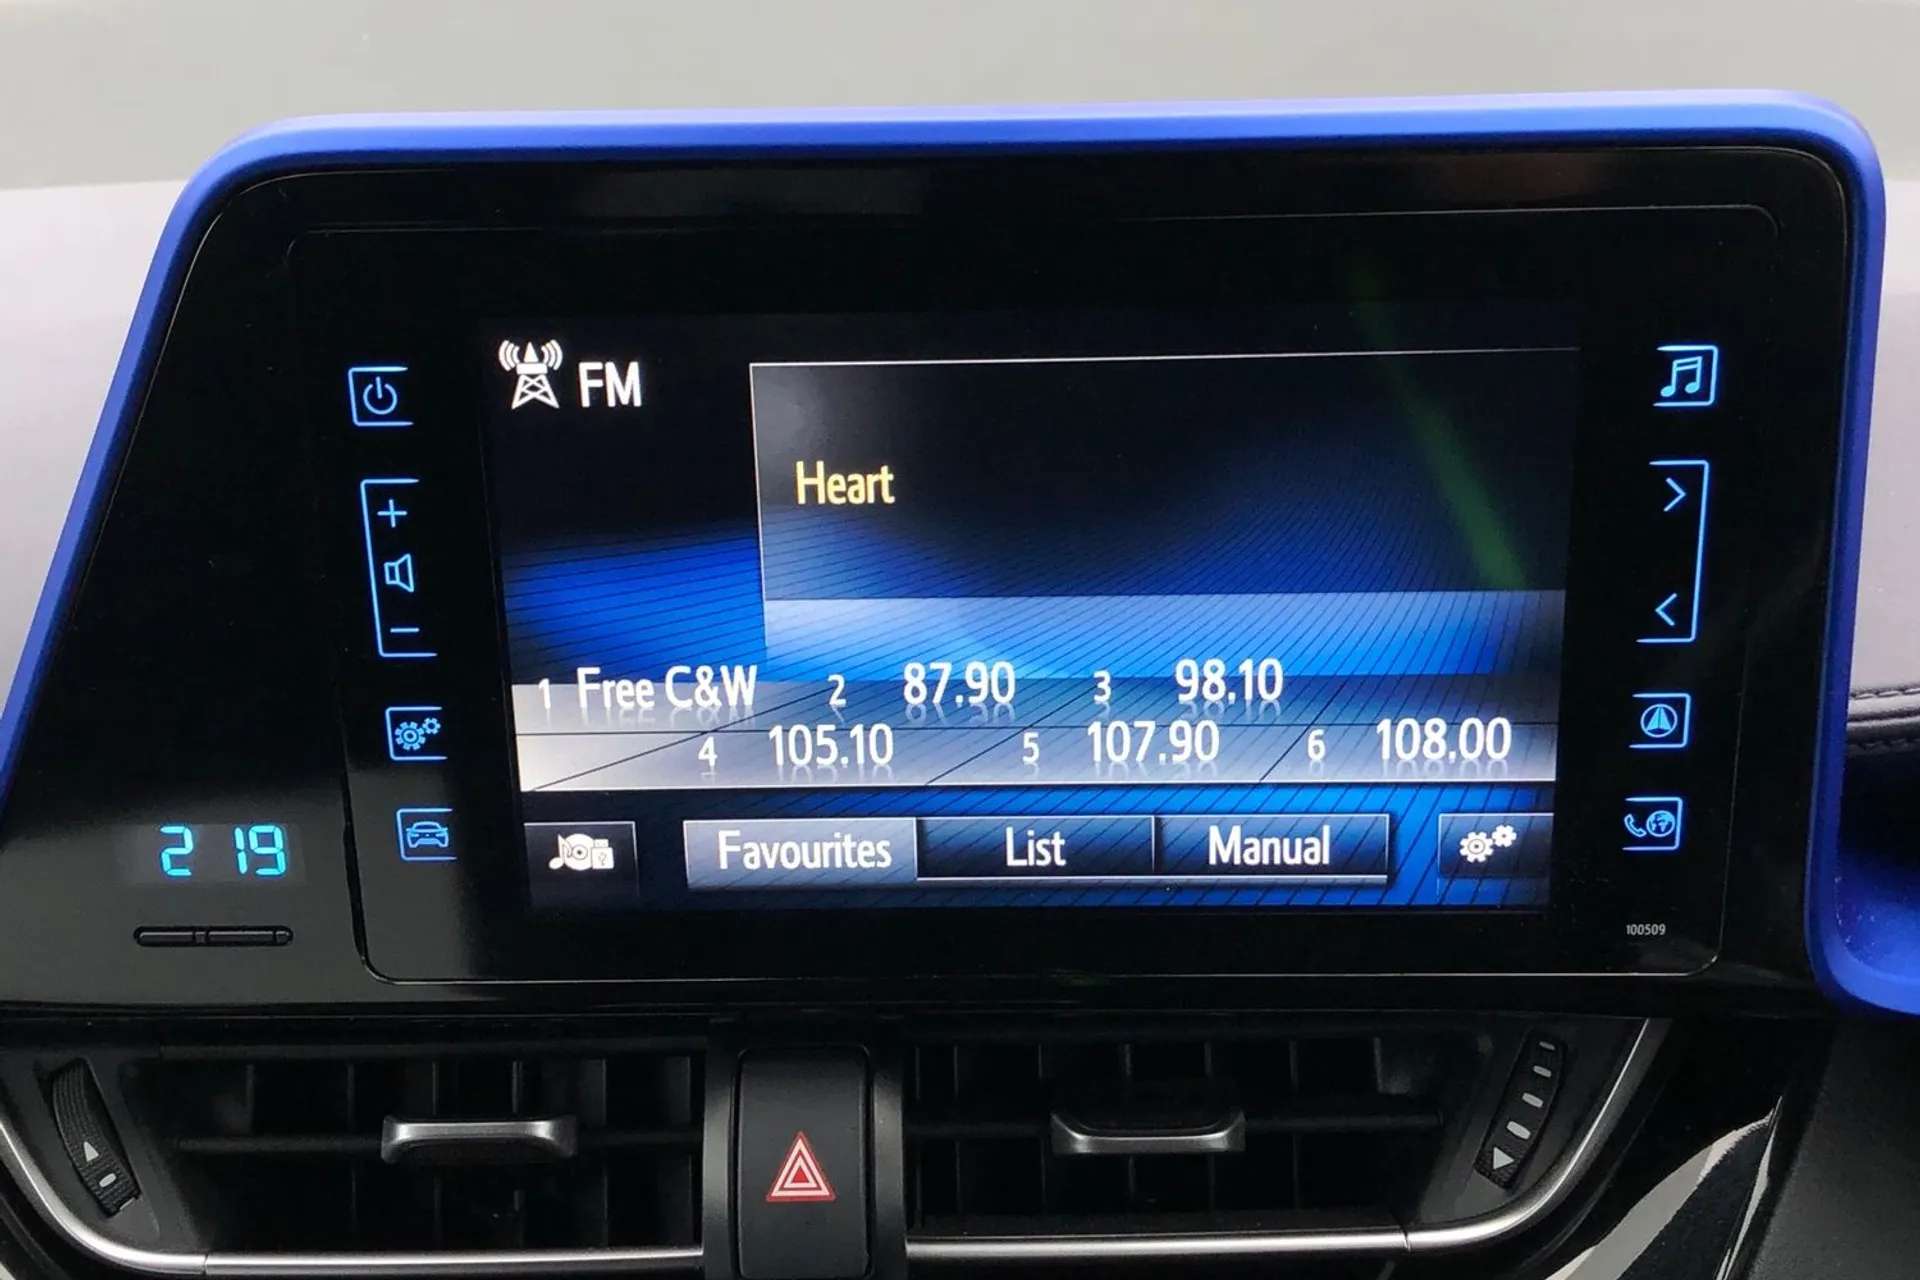 FM
Heart
1 Free C&W 2 87.90 3 98.10
4 105.10 5 107.90 6 108.00
Favourites List Manual
2 19
100509